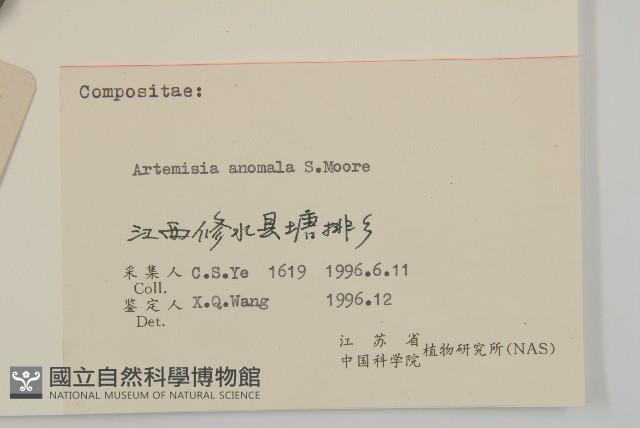 Compositae:
Artemisia anomala S.Moore
江西修水县塘排乡
采集人 C.S.Ye 1619 1996.6.11
Coll.
鉴定人 X.Q.Wang 1996.12
Det.
江苏省
中国科学院 植物研究所(NAS)
國立自然科學博物館
NATIONAL MUSEUM OF NATURAL SCIENCE